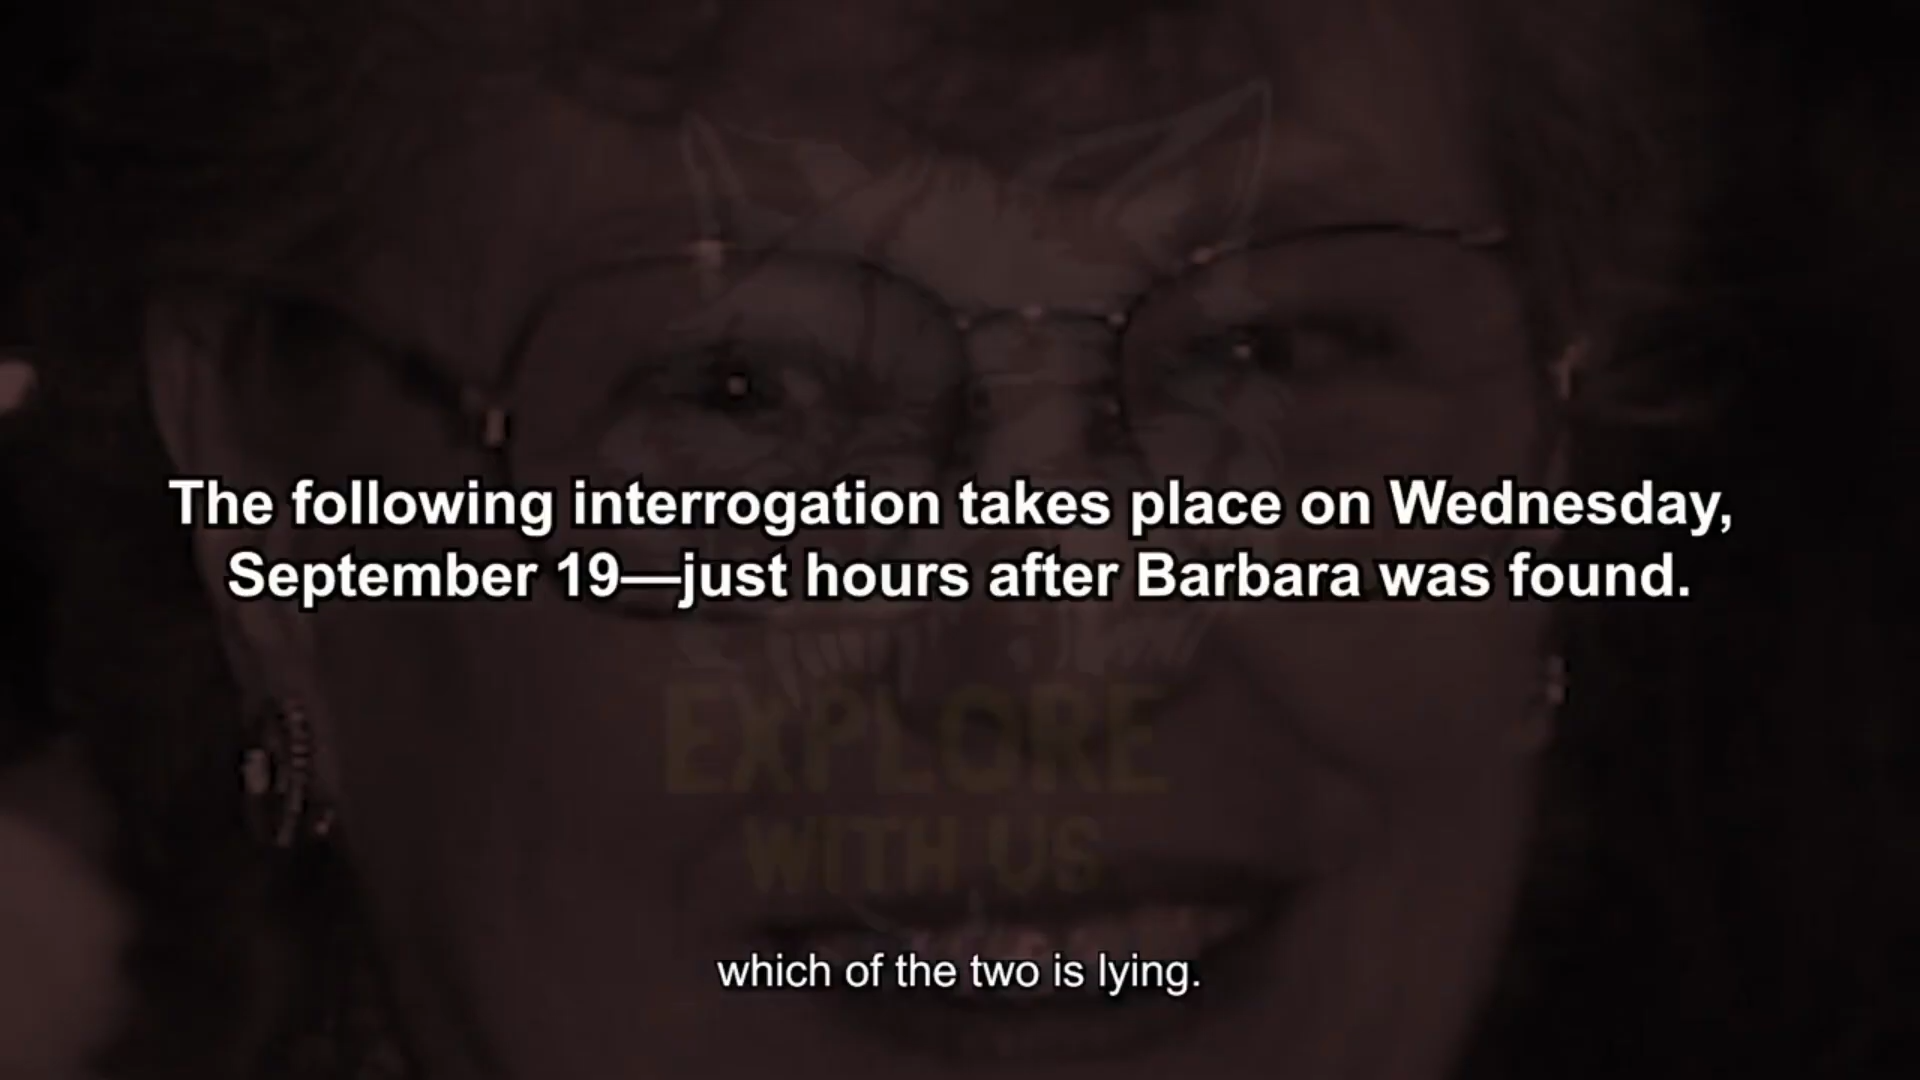 The following interrogation takes place on Wednesday,
September 19—just hours after Barbara was found.
EXPLORE
WITH US
which of the two is lying.